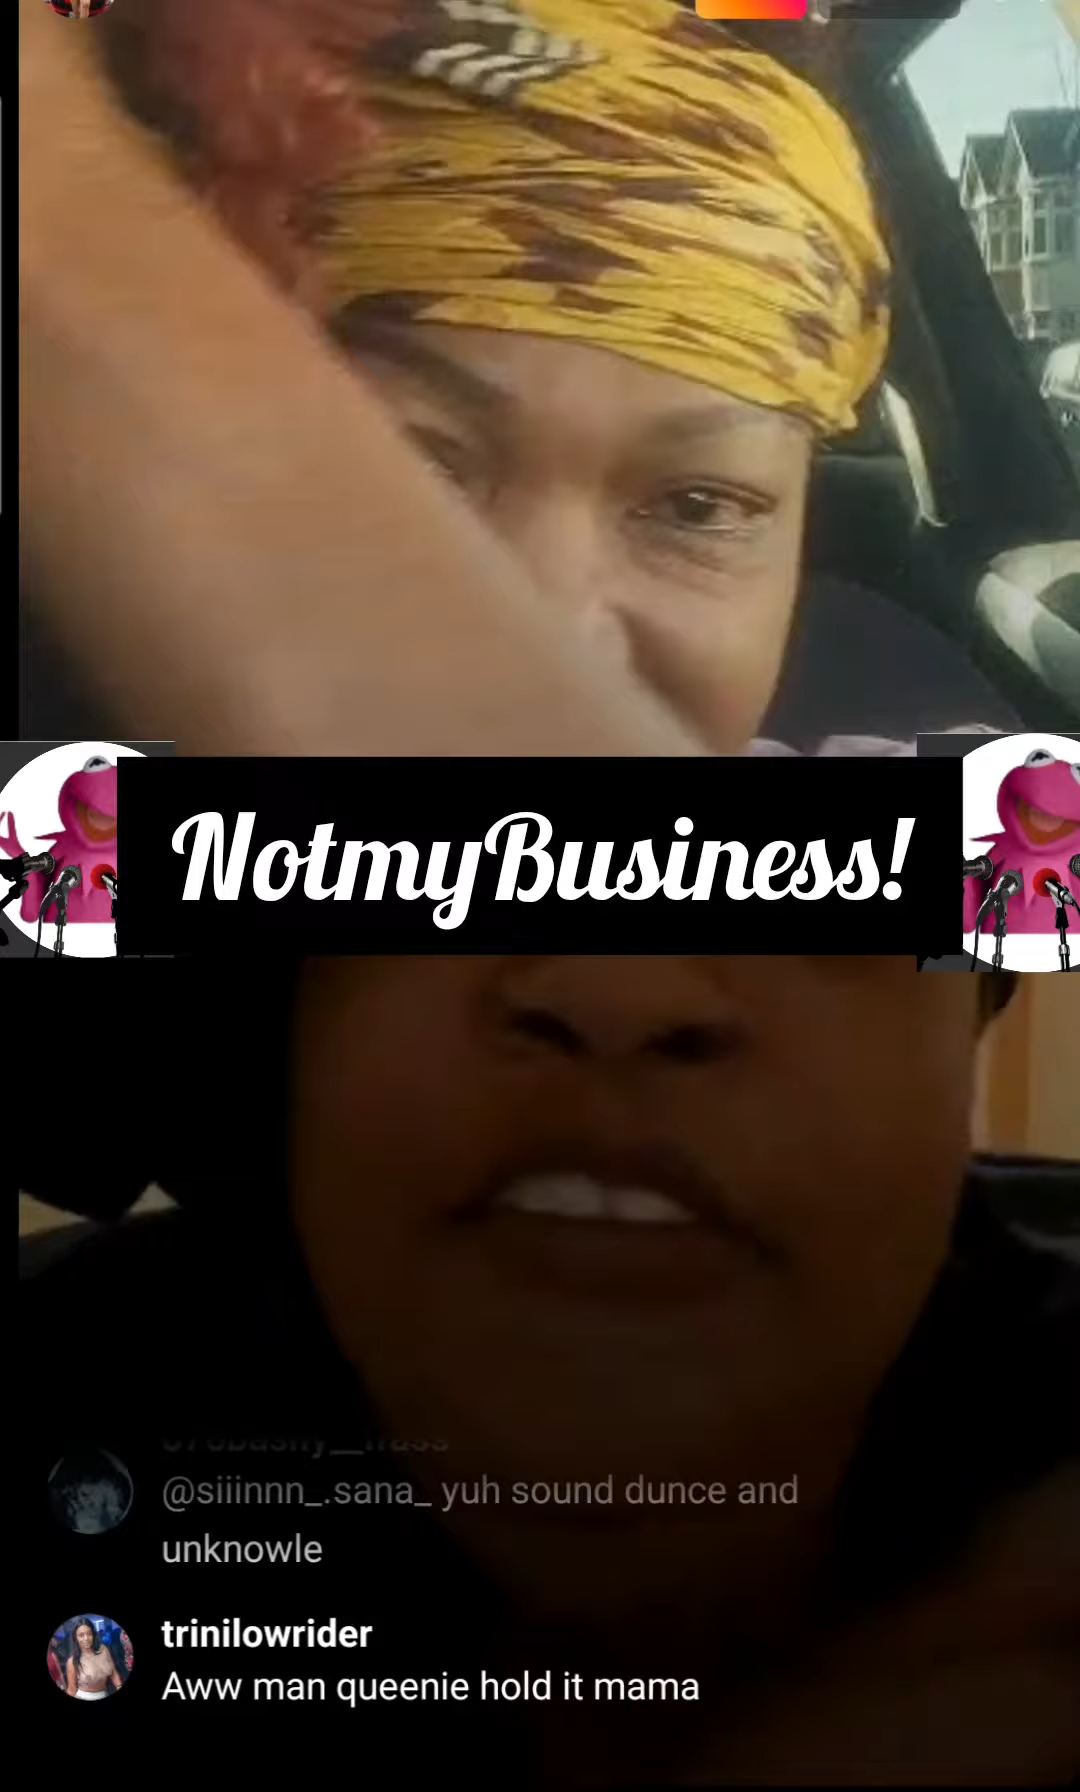 NotmyBusiness!
@siiinnn_.sana_ yuh sound dunce and
unknowle
trinilowrider
Aww man queenie hold it mama